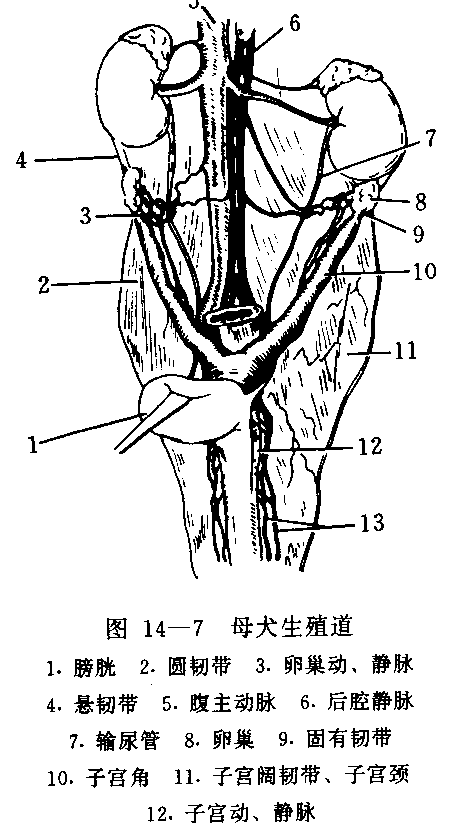 5
6
4
7
3
8
9
2
10
11
1
12
13
图 14—7 母犬生殖道
1. 膀胱 2. 圆韧带 3. 卵巢动、静脉
4. 悬韧带 5. 腹主动脉 6. 后腔静脉
7. 输尿管 8. 卵巢 9. 固有韧带
10. 子宫角 11. 子宫阔韧带、子宫颈
12. 子宫动、静脉